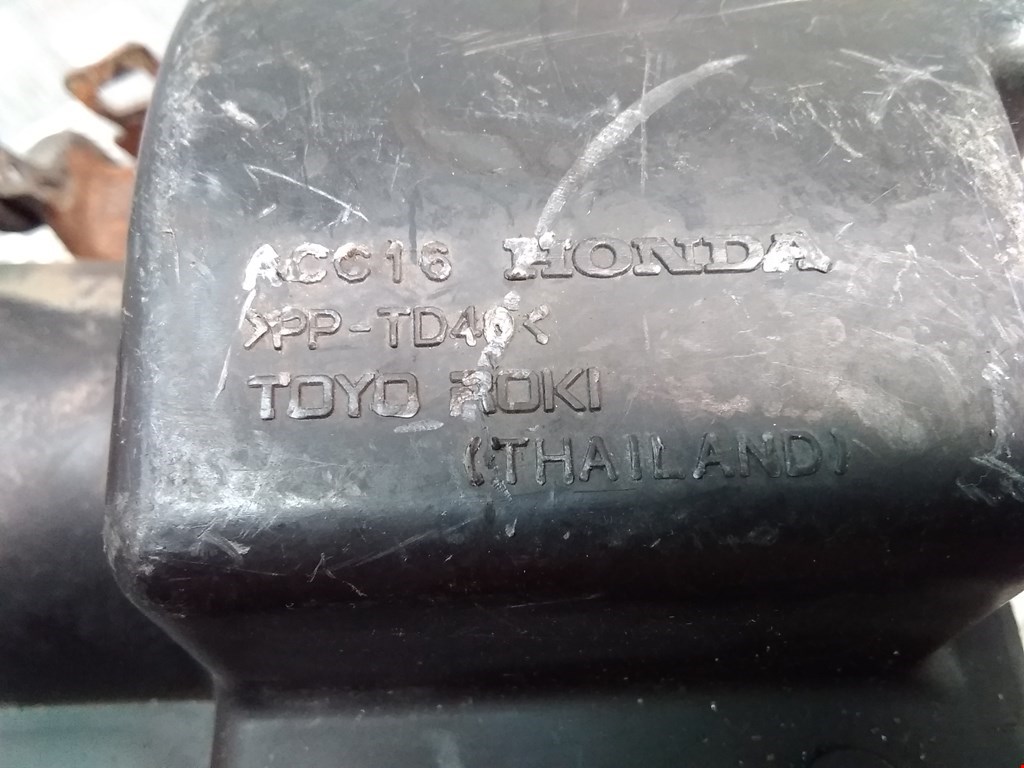 ACC16 HONDA
>PP-TD40<
TOYO ROKI
(THAILAND)